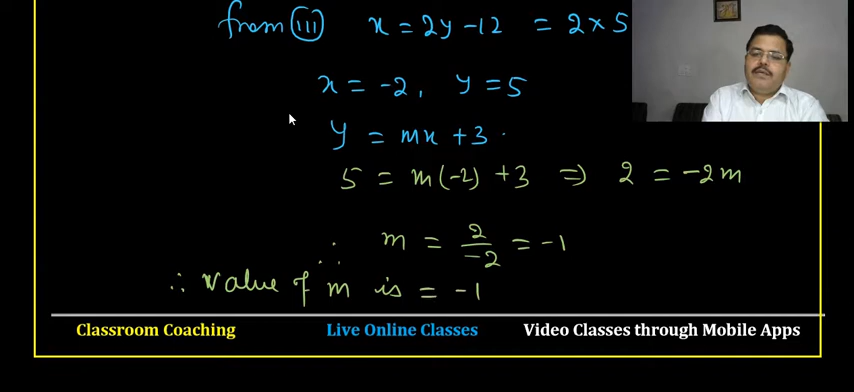 from (III) x = 2y - 12 = 2 × 5
x = -2, y = 5
y = mx + 3 .
5 = m(-2) + 3 ⇒ 2 = -2m
∴ m = 2/-2 = -1
∴ Value of m is = -1
Classroom Coaching Live Online Classes Video Classes through Mobile Apps